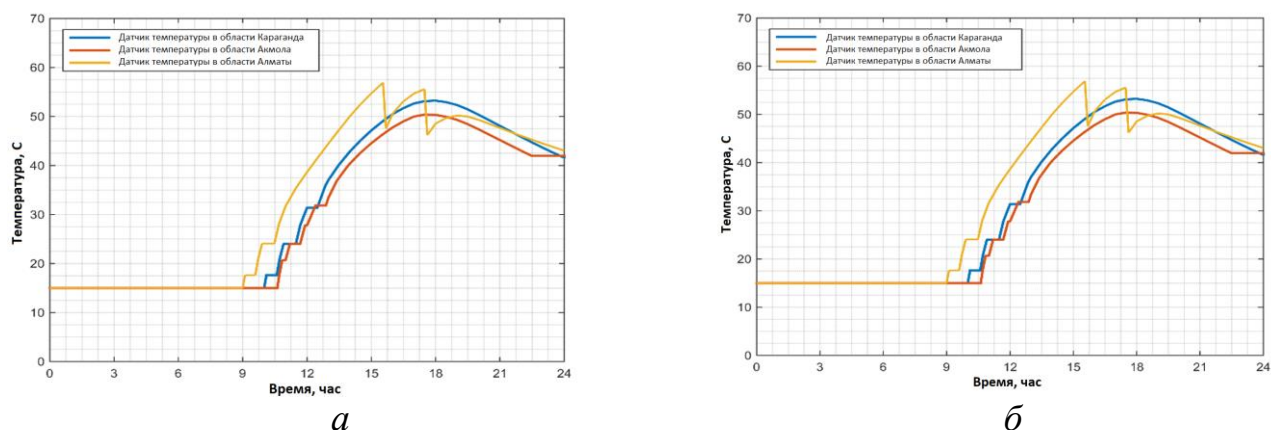 70
60
50
40
30
20
10
0
Температура, С
Датчик температуры в области Караганда
Датчик температуры в области Акмола
Датчик температуры в области Алматы
0 3 6 9 12 15 18 21 24
Время, час
а
70
60
50
40
30
20
10
0
Температура, С
Датчик температуры в области Караганда
Датчик температуры в области Акмола
Датчик температуры в области Алматы
0 3 6 9 12 15 18 21 24
Время, час
б